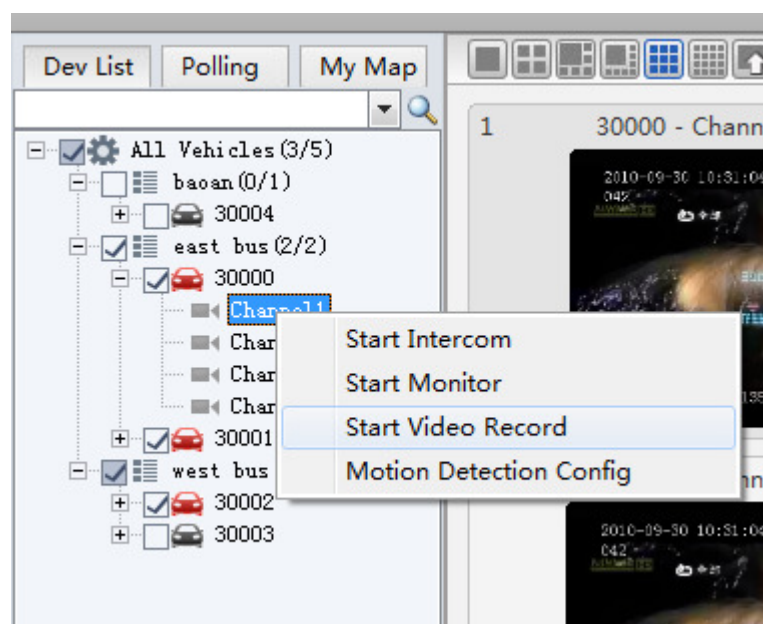 Dev List
Polling
My Map
All Vehicles(3/5)
baoan(0/1)
30004
east bus(2/2)
30000
Channel1
Char
Char
Char
30001
west bus
30002
30003
Start Intercom
Start Monitor
Start Video Record
Motion Detection Config
1 30000 - Chann
2010-09-30 10:31:04
042
2010-09-30 10:31:04
042